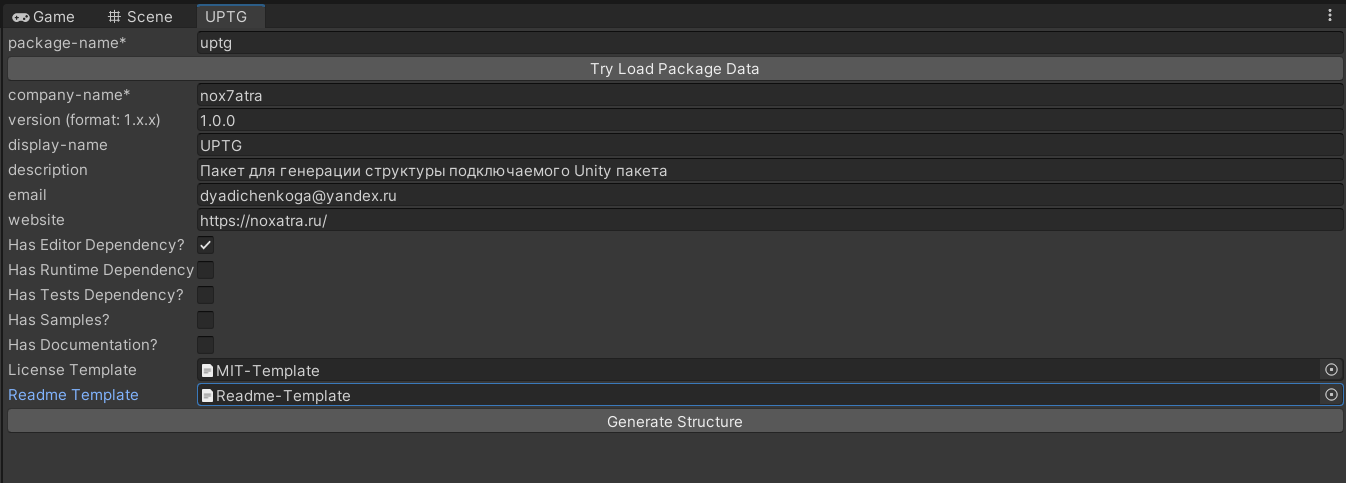 Game Scene UPTG
package-name* uptg
Try Load Package Data
company-name* nox7atra
version (format: 1.x.x) 1.0.0
display-name UPTG
description Пакет для генерации структуры подключаемого Unity пакета
email dyadichenkoga@yandex.ru
website https://noxatra.ru/
Has Editor Dependency?
Has Runtime Dependency
Has Tests Dependency?
Has Samples?
Has Documentation?
License Template MIT-Template
Readme Template Readme-Template
Generate Structure